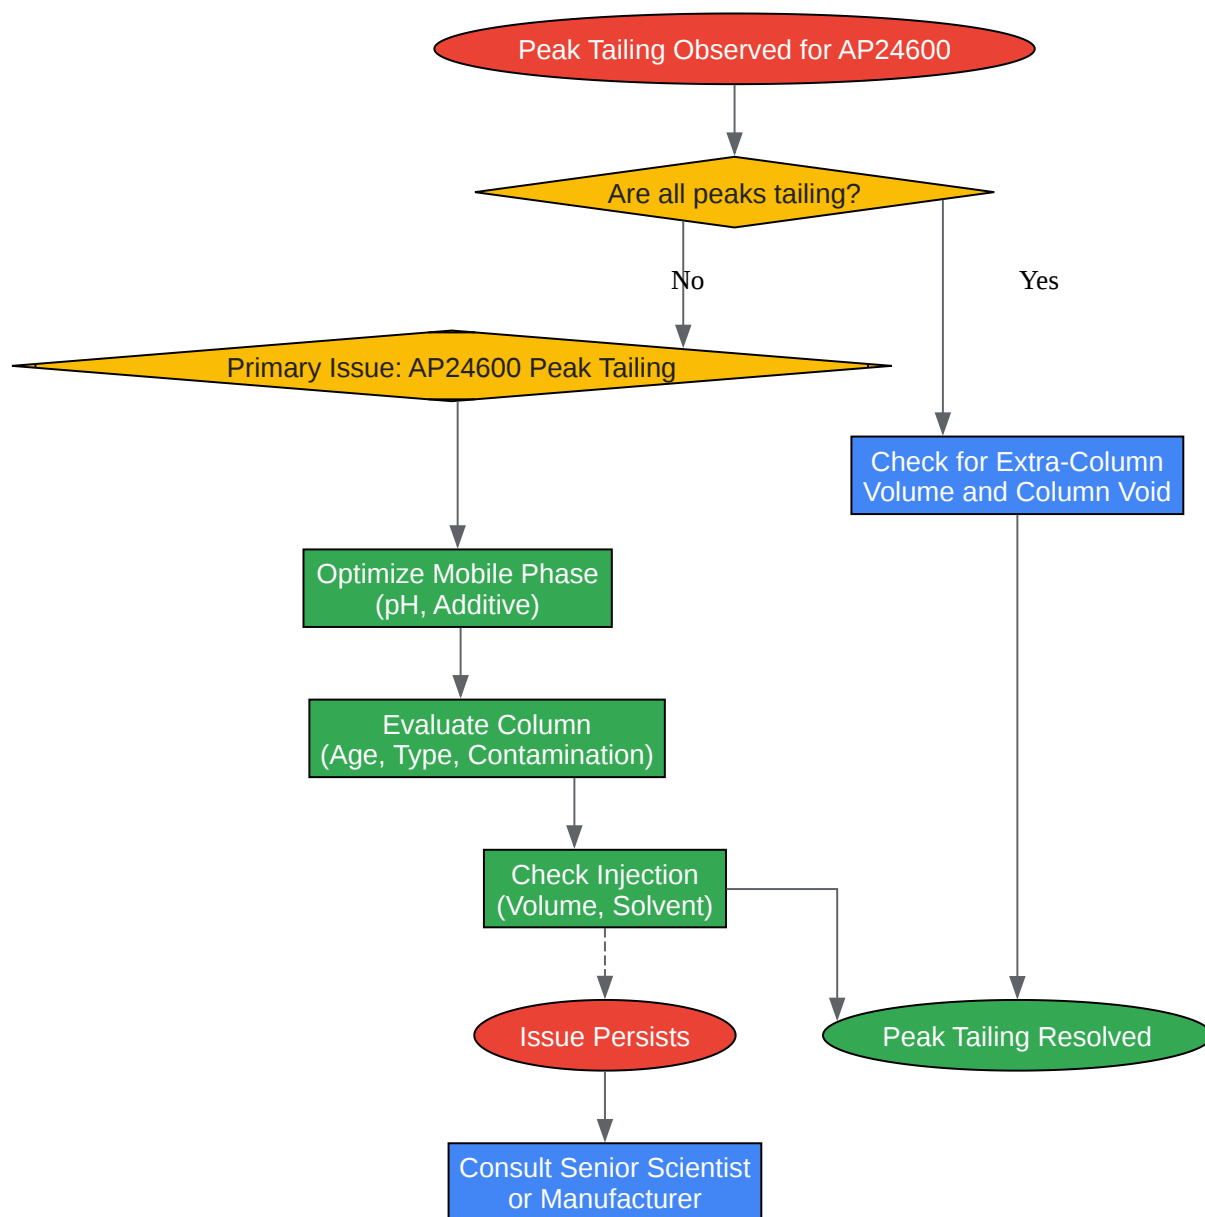 Peak Tailing Observed for AP24600
Are all peaks tailing?
No
Yes
Primary Issue: AP24600 Peak Tailing
Check for Extra-Column
Volume and Column Void
Optimize Mobile Phase
(pH, Additive)
Evaluate Column
(Age, Type, Contamination)
Check Injection
(Volume, Solvent)
Issue Persists
Peak Tailing Resolved
Consult Senior Scientist
or Manufacturer